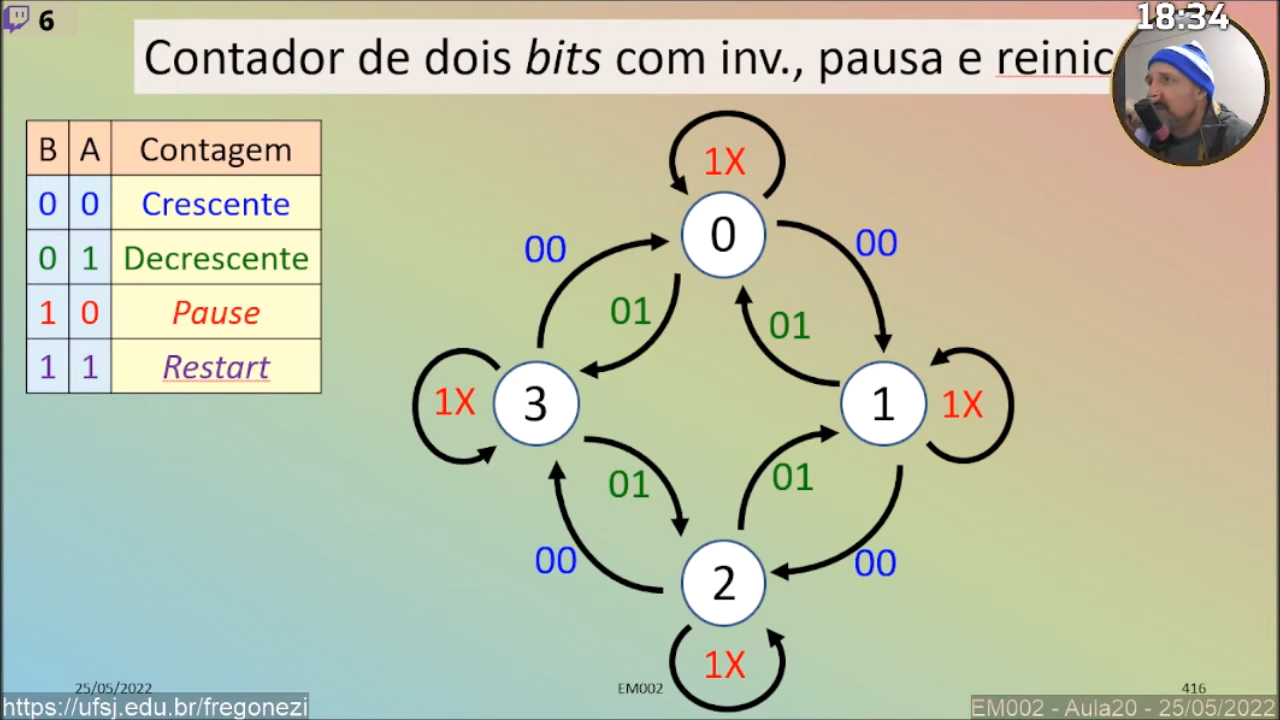 6
18:34
Contador de dois bits com inv., pausa e reinic
B A Contagem
0 0 Crescente
0 1 Decrescente
1 0 Pause
1 1 Restart
1X
0
00
00
01
01
3
1X
1
1X
01
01
00
00
2
1X
25/05/2022
EM002
416
https://ufsj.edu.br/fregonezi
EM002 - Aula20 - 25/05/2022